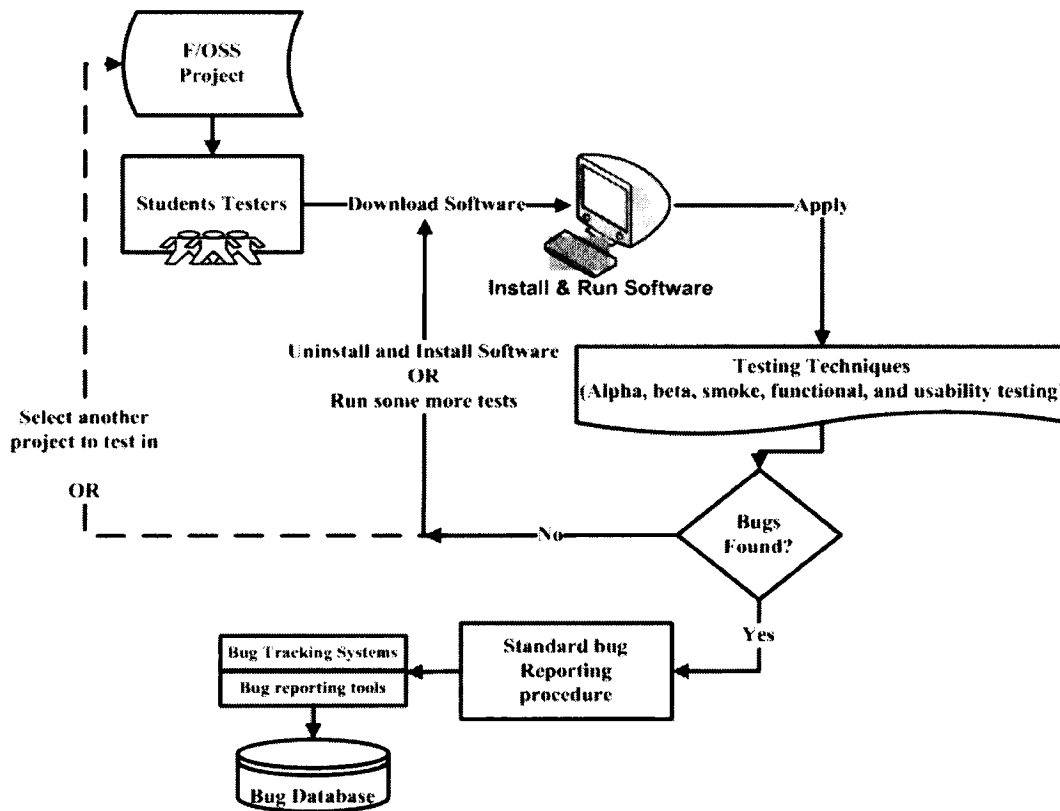 F/OSS
Project
Students Testers
Download Software
Install & Run Software
Apply
Testing Techniques
(Alpha, beta, smoke, functional, and usability testing)
Uninstall and Install Software
OR
Run some more tests
Select another
project to test in
OR
No
Bugs
Found?
Yes
Standard bug
Reporting
procedure
Bug Tracking Systems
Bug reporting tools
Bug Database